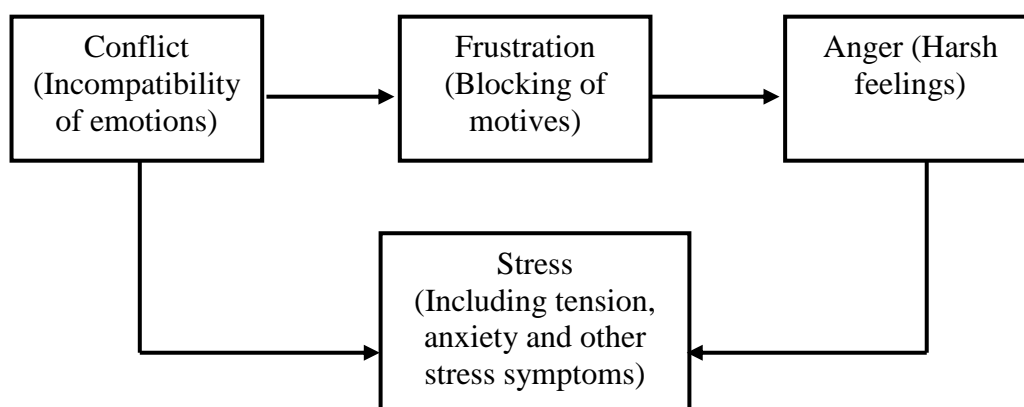 Conflict
(Incompatibility
of emotions)
Frustration
(Blocking of
motives)
Anger (Harsh
feelings)
Stress
(Including tension,
anxiety and other
stress symptoms)